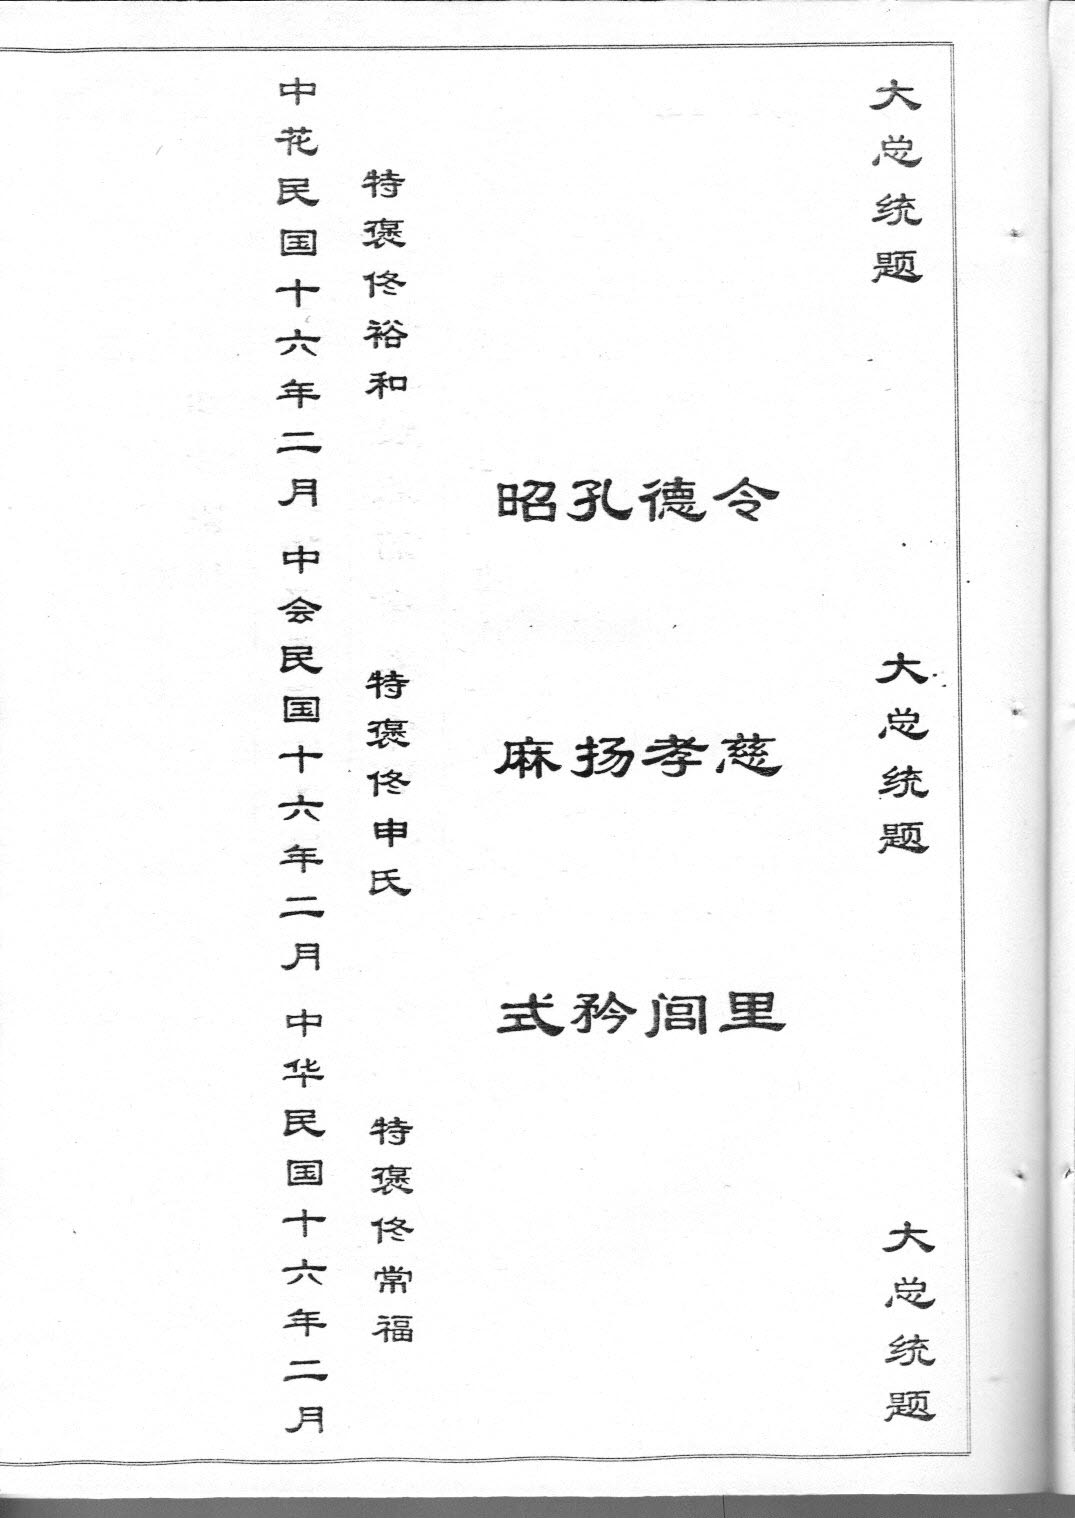 大总统题
令德孔昭
特褒佟裕和
中花民国十六年二月
大总统题
慈孝扬麻
特褒佟申氏
中会民国十六年二月
大总统题
里闾矜式
特褒佟常福
中华民国十六年二月